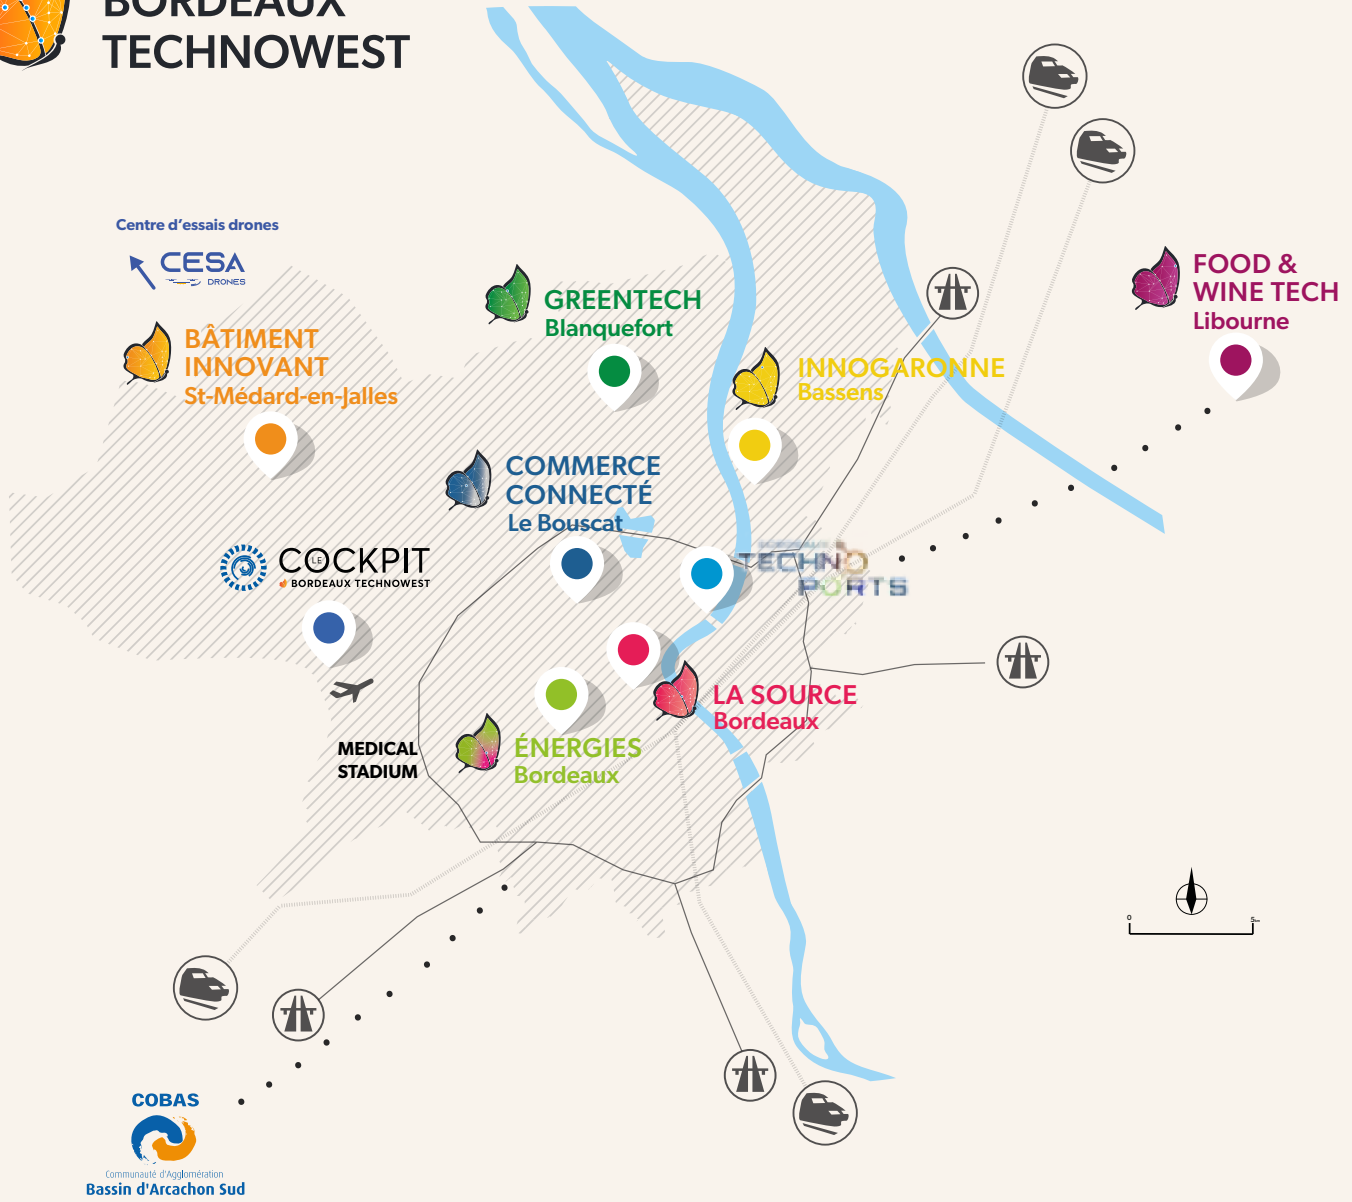 BORDEAUX
TECHNOWEST
Centre d'essais drones
CESA
DRONES
BÂTIMENT
INNOVANT
St-Médard-en-Jalles
GREENTECH
Blanquefort
FOOD &
WINE TECH
Libourne
INNOGARONNE
Bassens
COMMERCE
CONNECTÉ
Le Bouscat
LE COCKPIT
BORDEAUX TECHNOWEST
BORDEAUX
TECHNO
PORTS
LA SOURCE
Bordeaux
MEDICAL
STADIUM
ÉNERGIES
Bordeaux
0
COBAS
Communauté d'Agglomération
Bassin d'Arcachon Sud